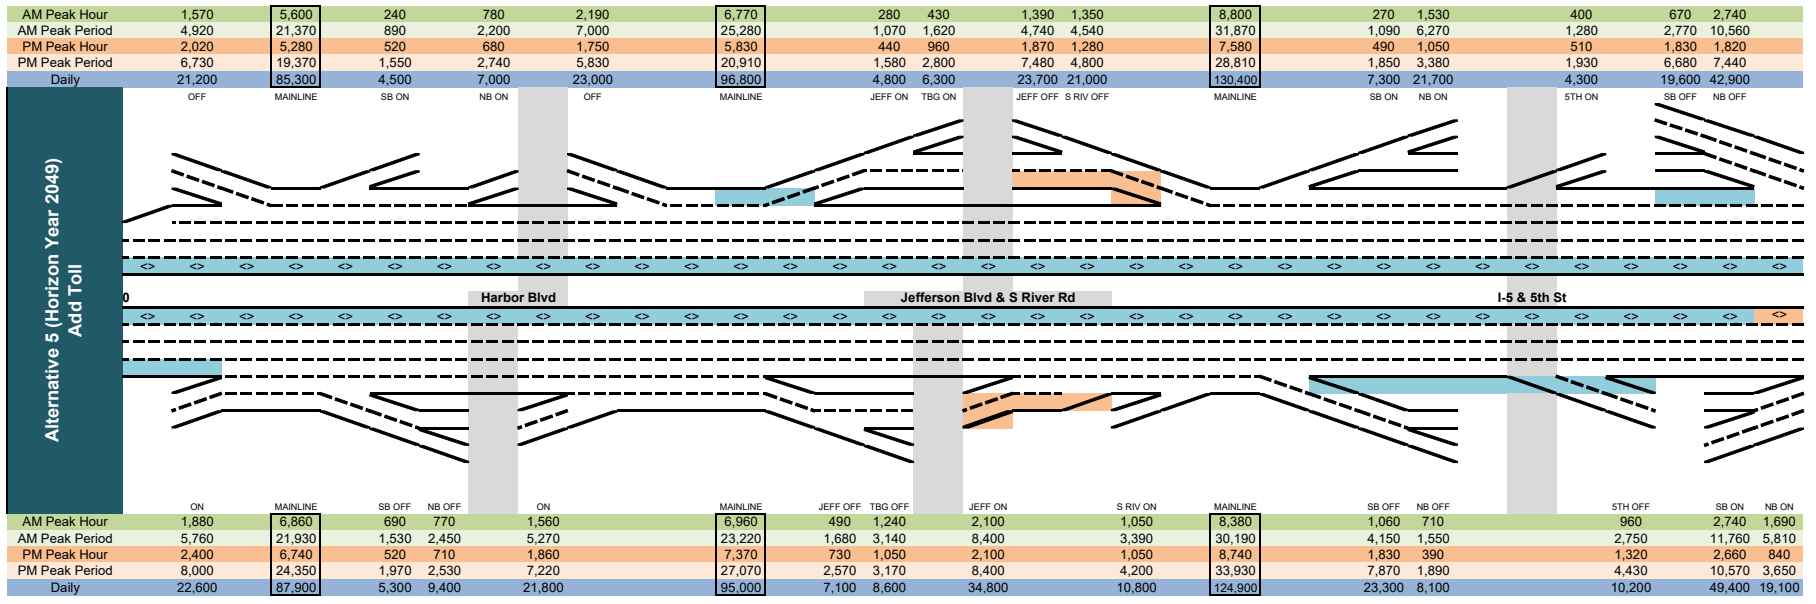 AM Peak Hour 1,570 5,600 240 780 2,190 6,770 280 430 1,390 1,350 8,800 270 1,530 400 670 2,740
AM Peak Period 4,920 21,370 890 2,200 7,000 25,280 1,070 1,620 4,740 4,540 31,870 1,090 6,270 1,280 2,770 10,560
PM Peak Hour 2,020 5,280 520 680 1,750 5,830 440 960 1,870 1,280 7,580 490 1,050 510 1,830 1,820
PM Peak Period 6,730 19,370 1,550 2,740 5,830 20,910 1,580 2,800 7,480 4,800 28,810 1,850 3,380 1,930 6,680 7,440
Daily 21,200 85,300 4,500 7,000 23,000 96,800 4,800 6,300 23,700 21,000 130,400 7,300 21,700 4,300 19,600 42,900
OFF MAINLINE SB ON NB ON OFF MAINLINE JEFF ON TBG ON JEFF OFF S RIV OFF MAINLINE SB ON NB ON 5TH ON SB OFF NB OFF
Alternative 5 (Horizon Year 2049)
Add Toll
<> <> <> <> <> <> <> <> <> <> <> <> <> <> <> <> <> <> <> <> <> <> <> <> <> <> <> <> <> <> <> <> <> <>
0 Harbor Blvd Jefferson Blvd & S River Rd I-5 & 5th St
<> <> <> <> <> <> <> <> <> <> <> <> <> <> <> <> <> <> <> <> <> <> <> <> <> <> <> <> <> <> <> <> <> <>
ON MAINLINE SB OFF NB OFF ON MAINLINE JEFF OFF TBG OFF JEFF ON S RIV ON MAINLINE SB OFF NB OFF 5TH OFF SB ON NB ON
AM Peak Hour 1,880 6,860 690 770 1,560 6,960 490 1,240 2,100 1,050 8,380 1,060 710 960 2,740 1,690
AM Peak Period 5,760 21,930 1,530 2,450 5,270 23,220 1,680 3,140 8,400 3,390 30,190 4,150 1,550 2,750 11,760 5,810
PM Peak Hour 2,400 6,740 520 710 1,860 7,370 730 1,050 2,100 1,050 8,740 1,830 390 1,320 2,660 840
PM Peak Period 8,000 24,350 1,970 2,530 7,220 27,070 2,570 3,170 8,400 4,200 33,930 7,870 1,890 4,430 10,570 3,650
Daily 22,600 87,900 5,300 9,400 21,800 95,000 7,100 8,600 34,800 10,800 124,900 23,300 8,100 10,200 49,400 19,100